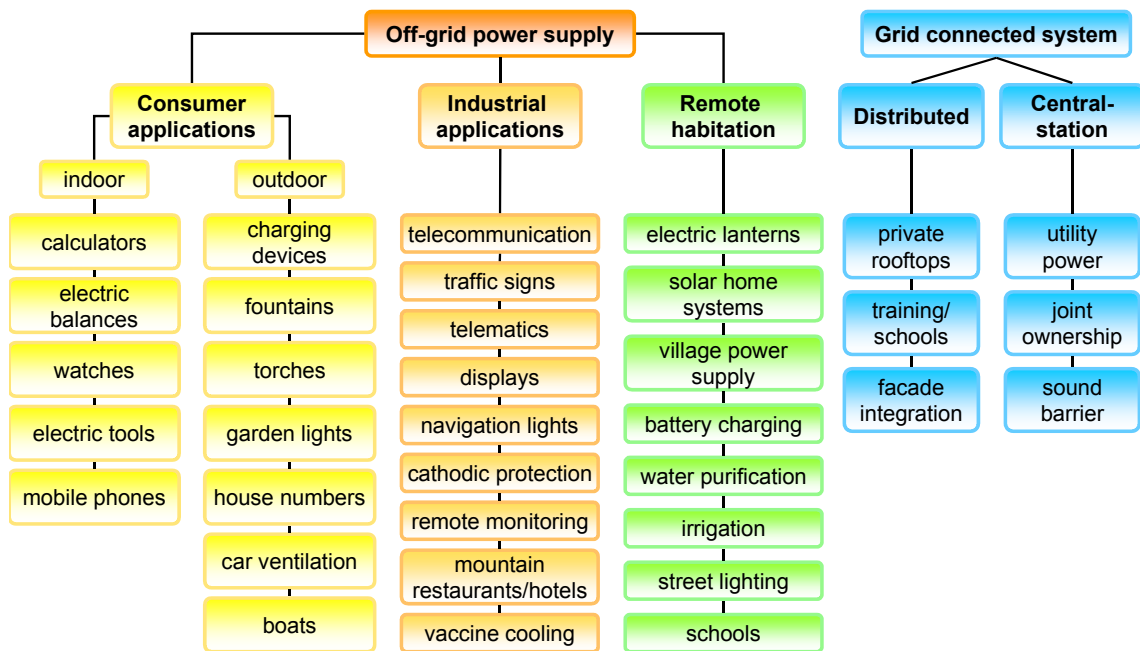 Off-grid power supply
Grid connected system
Consumer
applications
Industrial
applications
Remote
habitation
Distributed
Central-
station
indoor
outdoor
calculators
electric
balances
watches
electric tools
mobile phones
charging
devices
fountains
torches
garden lights
house numbers
car ventilation
boats
telecommunication
traffic signs
telematics
displays
navigation lights
cathodic protection
remote monitoring
mountain
restaurants/hotels
vaccine cooling
electric lanterns
solar home
systems
village power
supply
battery charging
water purification
irrigation
street lighting
schools
private
rooftops
training/
schools
facade
integration
utility
power
joint
ownership
sound
barrier